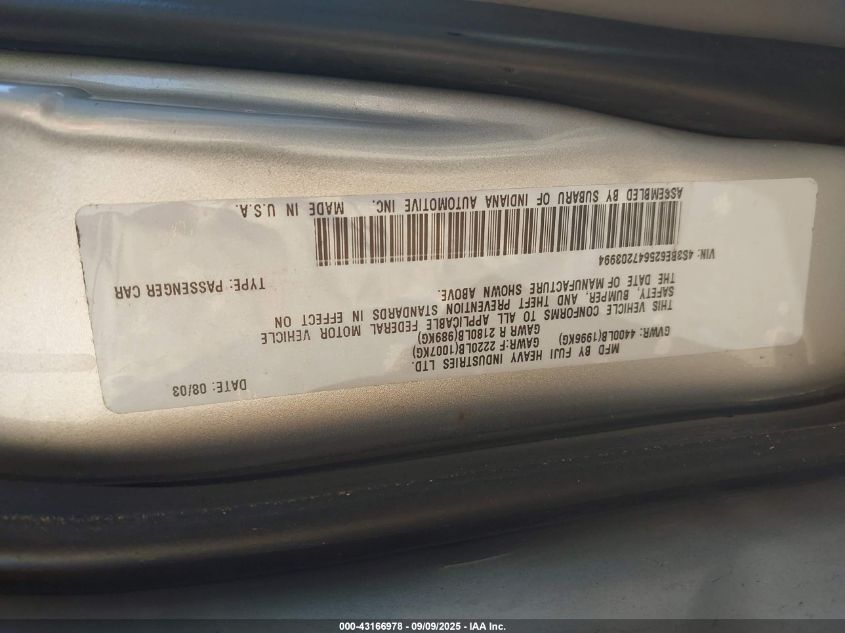 MFD BY FUJI HEAVY INDUSTRIES LTD. DATE: 08/03
GVWR: 4400LB(1996KG) GAWR:F 2220LB(1007KG)
GAWR R 2180LB(989KG)
THIS VEHICLE CONFORMS TO ALL APPLICABLE FEDERAL MOTOR VEHICLE
SAFETY, BUMPER, AND THEFT PREVENTION STANDARDS IN EFFECT ON
THE DATE OF MANUFACTURE SHOWN ABOVE.
VIN: 4S3BE625647203994 TYPE: PASSENGER CAR
ASSEMBLED BY SUBARU OF INDIANA AUTOMOTIVE INC. MADE IN U.S.A.
000-43166978 - 09/09/2025 - IAA Inc.